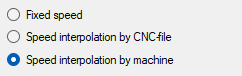 Fixed speed
Speed interpolation by CNC-file
Speed interpolation by machine